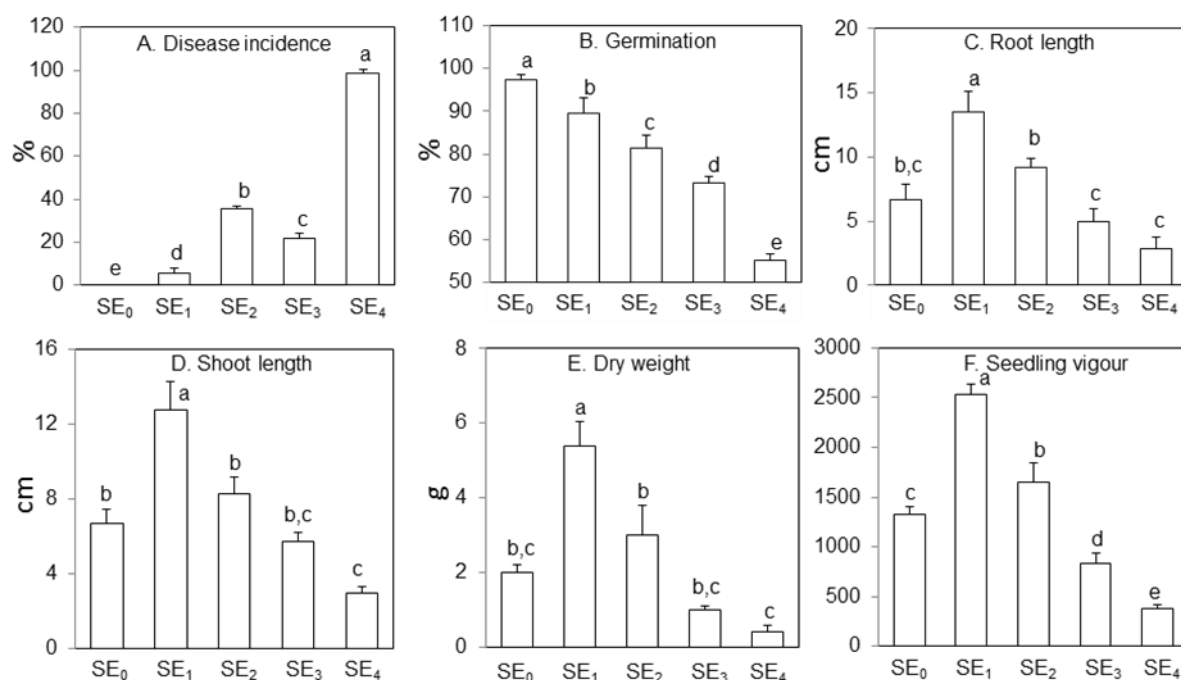 A. Disease incidence
%
120
100
80
60
40
20
0
e
d
b
c
a
SE₀ SE₁ SE₂ SE₃ SE₄
B. Germination
%
110
100
90
80
70
60
50
a
b
c
d
e
SE₀ SE₁ SE₂ SE₃ SE₄
C. Root length
cm
20
15
10
5
0
b,c
a
b
c
c
SE₀ SE₁ SE₂ SE₃ SE₄
D. Shoot length
cm
16
12
8
4
0
b
a
b
b,c
c
SE₀ SE₁ SE₂ SE₃ SE₄
E. Dry weight
g
8
6
4
2
0
b,c
a
b
b,c
c
SE₀ SE₁ SE₂ SE₃ SE₄
F. Seedling vigour
3000
2500
2000
1500
1000
500
0
c
a
b
d
e
SE₀ SE₁ SE₂ SE₃ SE₄